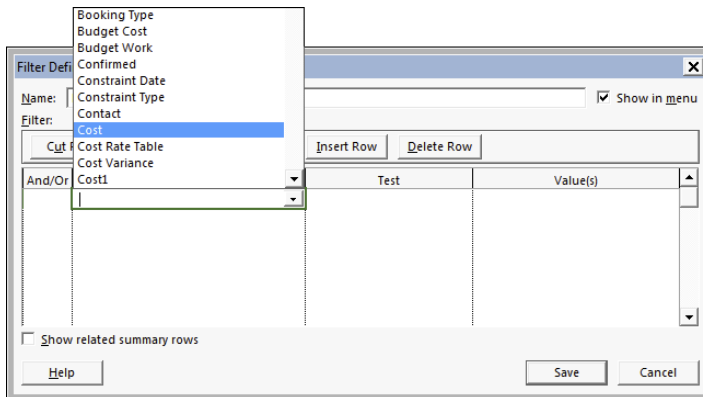 Booking Type
Budget Cost
Budget Work
Filter Defi
Confirmed
Constraint Date
Name:
Constraint Type
Show in menu
Contact
Filter:
Cost
Cut
Cost Rate Table
Insert Row
Delete Row
Cost Variance
And/Or
Cost1
Test
Value(s)
Show related summary rows
Help
Save
Cancel